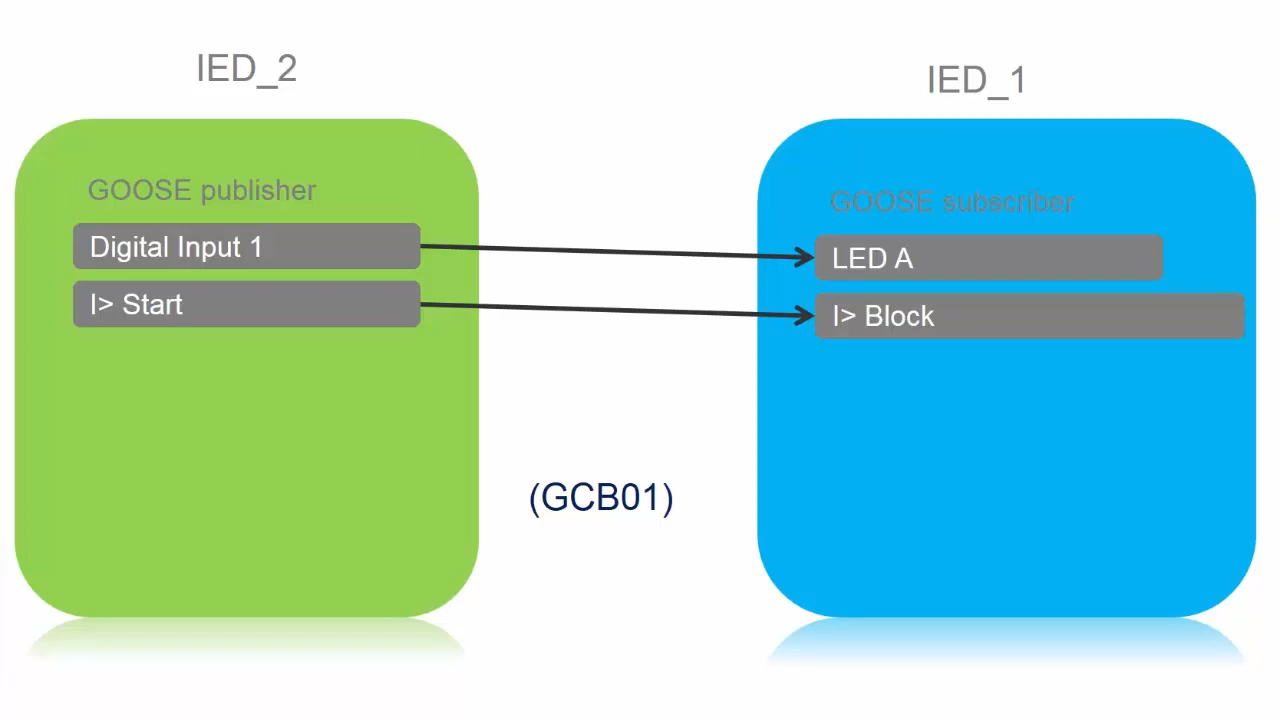 IED_2
GOOSE publisher
Digital Input 1
I> Start
(GCB01)
IED_1
GOOSE subscriber
LED A
I> Block